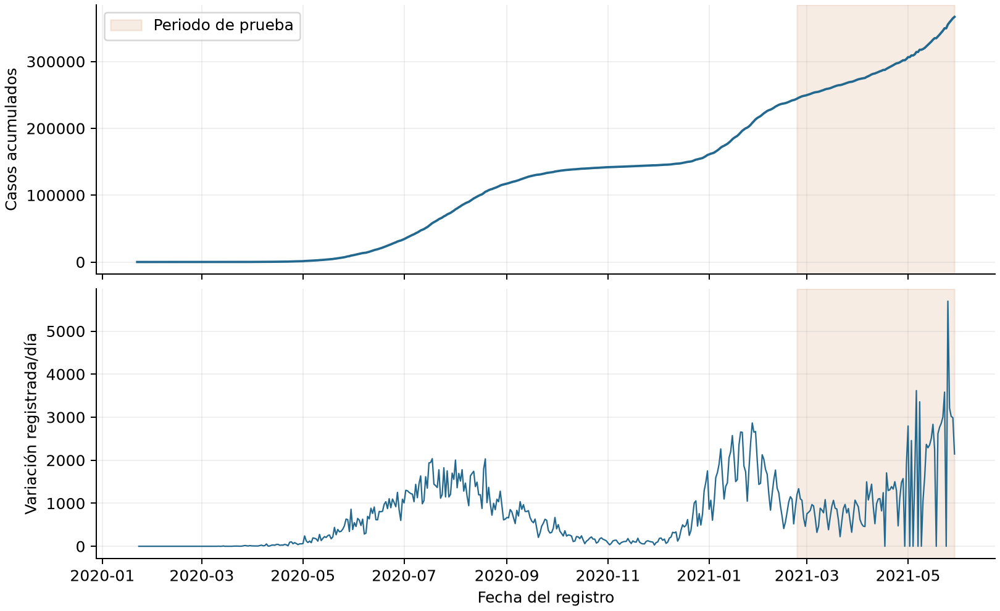 Periodo de prueba
Casos acumulados
300000
200000
100000
0
Variación registrada/día
5000
4000
3000
2000
1000
0
2020-01 2020-03 2020-05 2020-07 2020-09 2020-11 2021-01 2021-03 2021-05
Fecha del registro